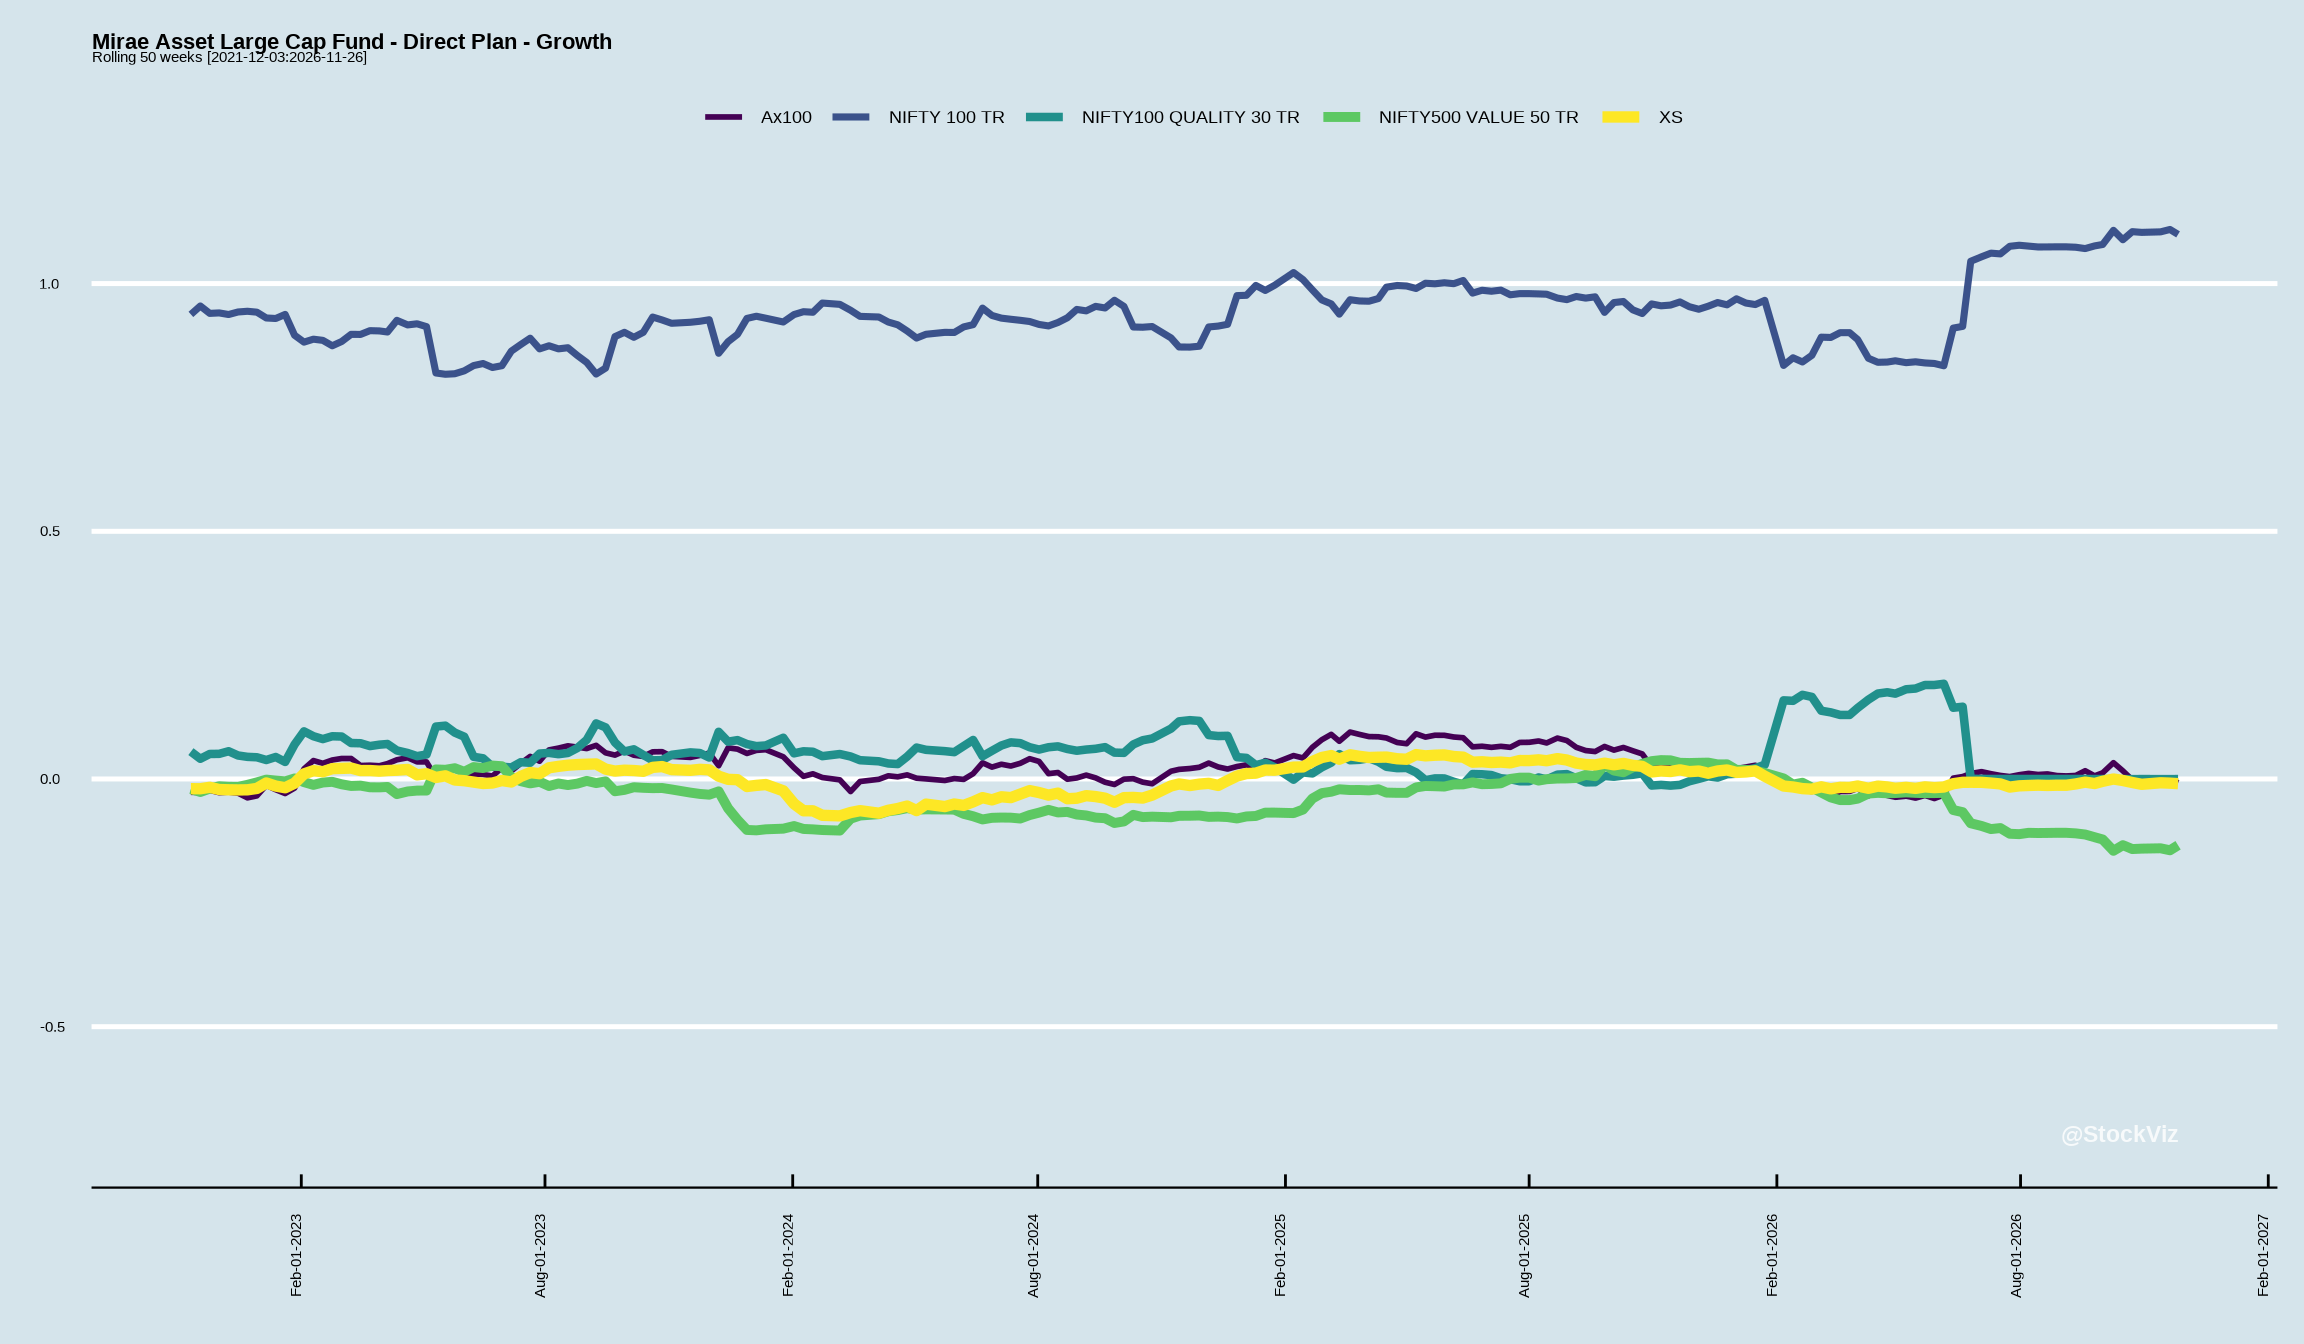 Mirae Asset Large Cap Fund - Direct Plan - Growth
Rolling 50 weeks [2021-12-03:2026-11-26]
Ax100 NIFTY 100 TR NIFTY100 QUALITY 30 TR NIFTY500 VALUE 50 TR XS
1.0
0.5
0.0
-0.5
@StockViz
Feb-01-2023 Aug-01-2023 Feb-01-2024 Aug-01-2024 Feb-01-2025 Aug-01-2025 Feb-01-2026 Aug-01-2026 Feb-01-2027